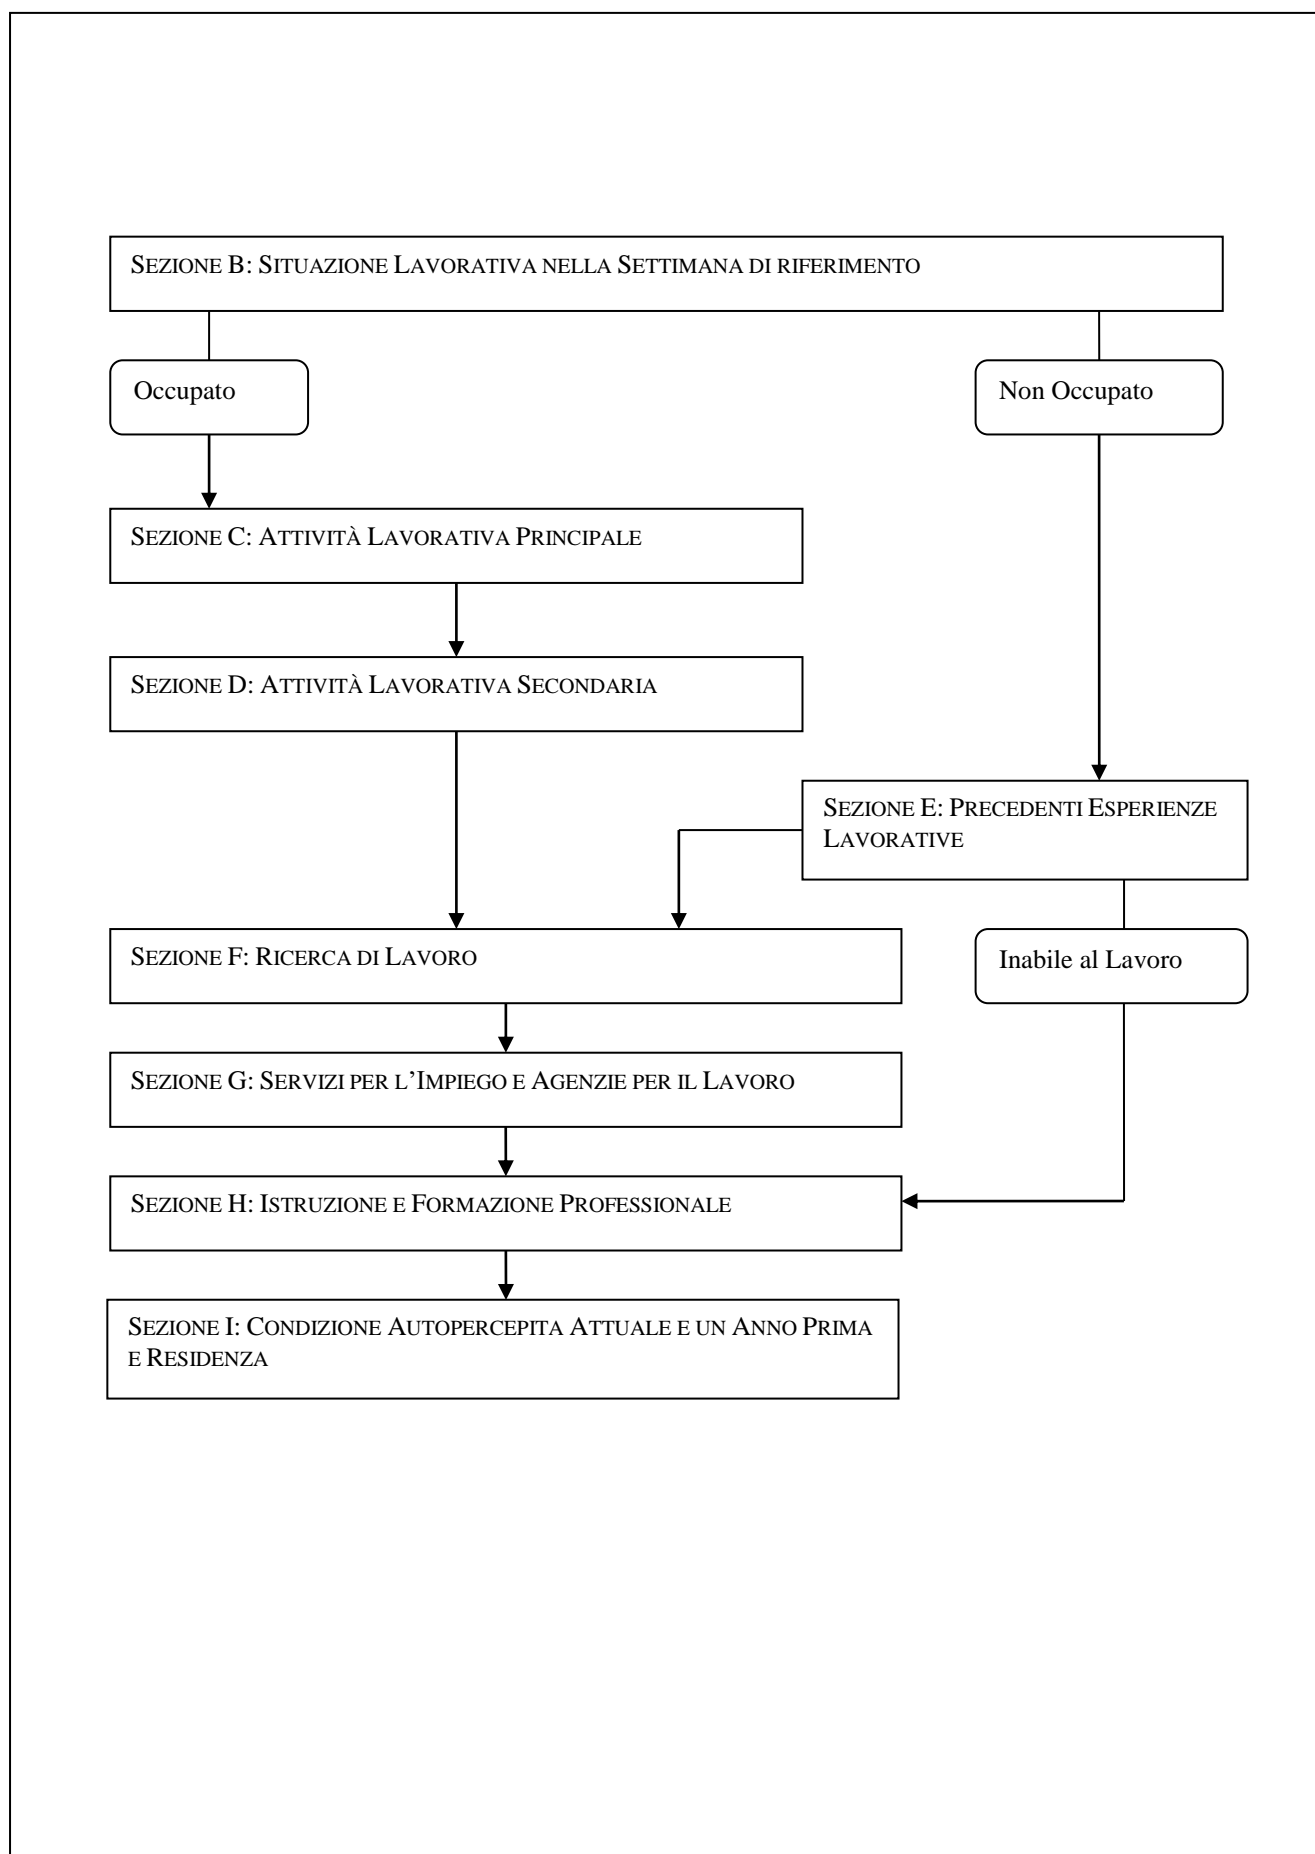 SEZIONE B: SITUAZIONE LAVORATIVA NELLA SETTIMANA DI RIFERIMENTO
Occupato
Non Occupato
SEZIONE C: ATTIVITÀ LAVORATIVA PRINCIPALE
SEZIONE D: ATTIVITÀ LAVORATIVA SECONDARIA
SEZIONE E: PRECEDENTI ESPERIENZE
LAVORATIVE
SEZIONE F: RICERCA DI LAVORO
Inabile al Lavoro
SEZIONE G: SERVIZI PER L’IMPIEGO E AGENZIE PER IL LAVORO
SEZIONE H: ISTRUZIONE E FORMAZIONE PROFESSIONALE
SEZIONE I: CONDIZIONE AUTOPERCEPITA ATTUALE E UN ANNO PRIMA
E RESIDENZA